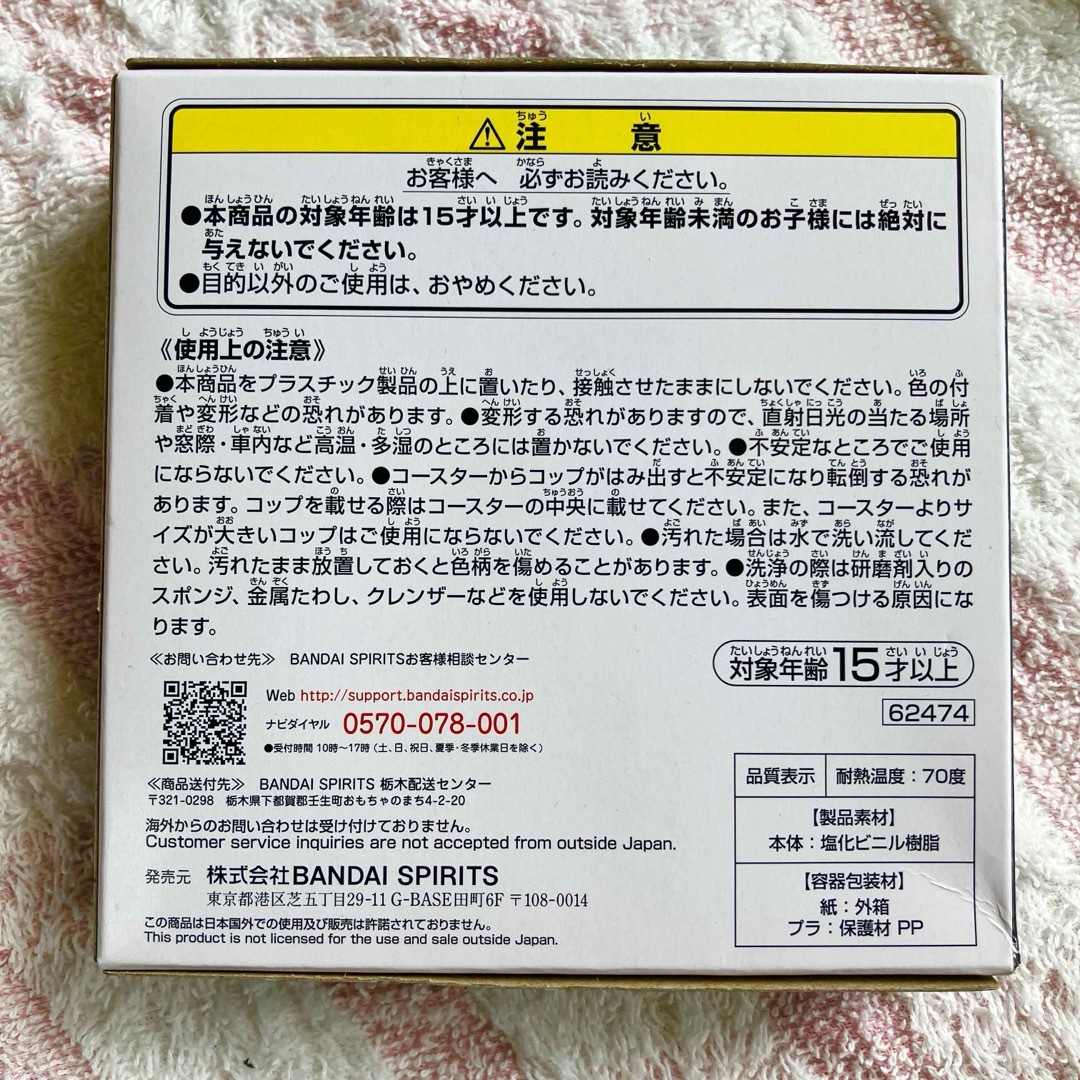 ⚠注意
お客様へ 必ずお読みください。
●本商品の対象年齢は15才以上です。対象年齢未満のお子様には絶対に
与えないでください。
●目的以外のご使用は、おやめください。
《使用上の注意》
●本商品をプラスチック製品の上に置いたり、接触させたままにしないでください。色の付
着や変形などの恐れがあります。●変形する恐れがありますので、直射日光の当たる場所
や窓際・車内など高温・多湿のところには置かないでください。●不安定なところでご使用
にならないでください。●コースターからコップがはみ出すと不安定になり転倒する恐れが
あります。コップを載せる際はコースターの中央に載せてください。また、コースターよりサ
イズが大きいコップはご使用にならないでください。●汚れた場合は水で洗い流してくだ
さい。汚れたまま放置しておくと色柄を傷めることがあります。●洗浄の際は研磨剤入りの
スポンジ、金属たわし、クレンザーなどを使用しないでください。表面を傷つける原因にな
ります。
≪お問い合わせ先≫ BANDAI SPIRITSお客様相談センター
Web http://support.bandaispirits.co.jp
ナビダイヤル 0570-078-001
●受付時間 10時〜17時(土、日、祝日、夏季・冬季休業日を除く)
≪商品送付先≫ BANDAI SPIRITS 栃木配送センター
〒321-0298 栃木県下都賀郡壬生町おもちゃのまち4-2-20
海外からのお問い合わせは受け付けておりません。
Customer service inquiries are not accepted from outside Japan.
発売元 株式会社BANDAI SPIRITS
東京都港区芝五丁目29-11 G-BASE田町6F 〒108-0014
この商品は日本国外での使用及び販売は許諾されておりません。
This product is not licensed for the use and sale outside Japan.
対象年齢15才以上
62474
品質表示 耐熱温度：70度
【製品素材】
本体：塩化ビニル樹脂
【容器包装材】
紙：外箱
プラ：保護材 PP